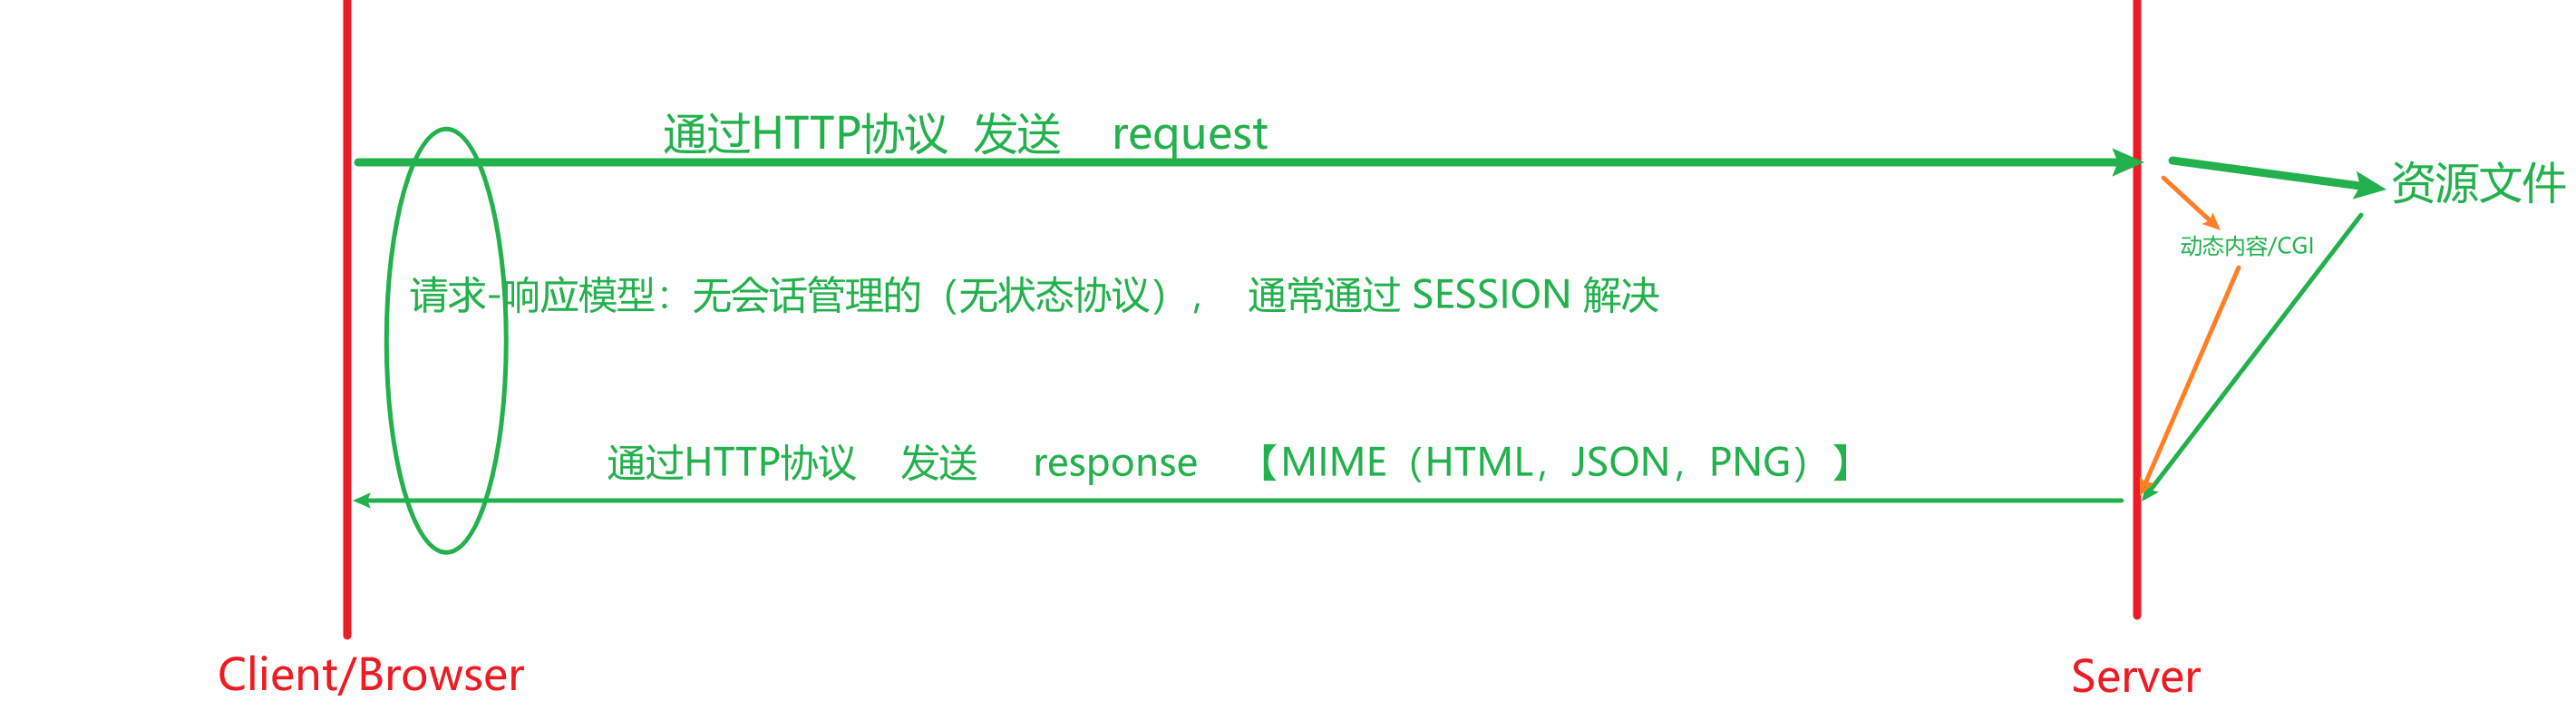 通过HTTP协议 发送 request
资源文件
动态内容/CGI
请求-响应模型：无会话管理的（无状态协议）， 通常通过 SESSION 解决
通过HTTP协议 发送 response 【MIME（HTML，JSON，PNG）】
Client/Browser
Server